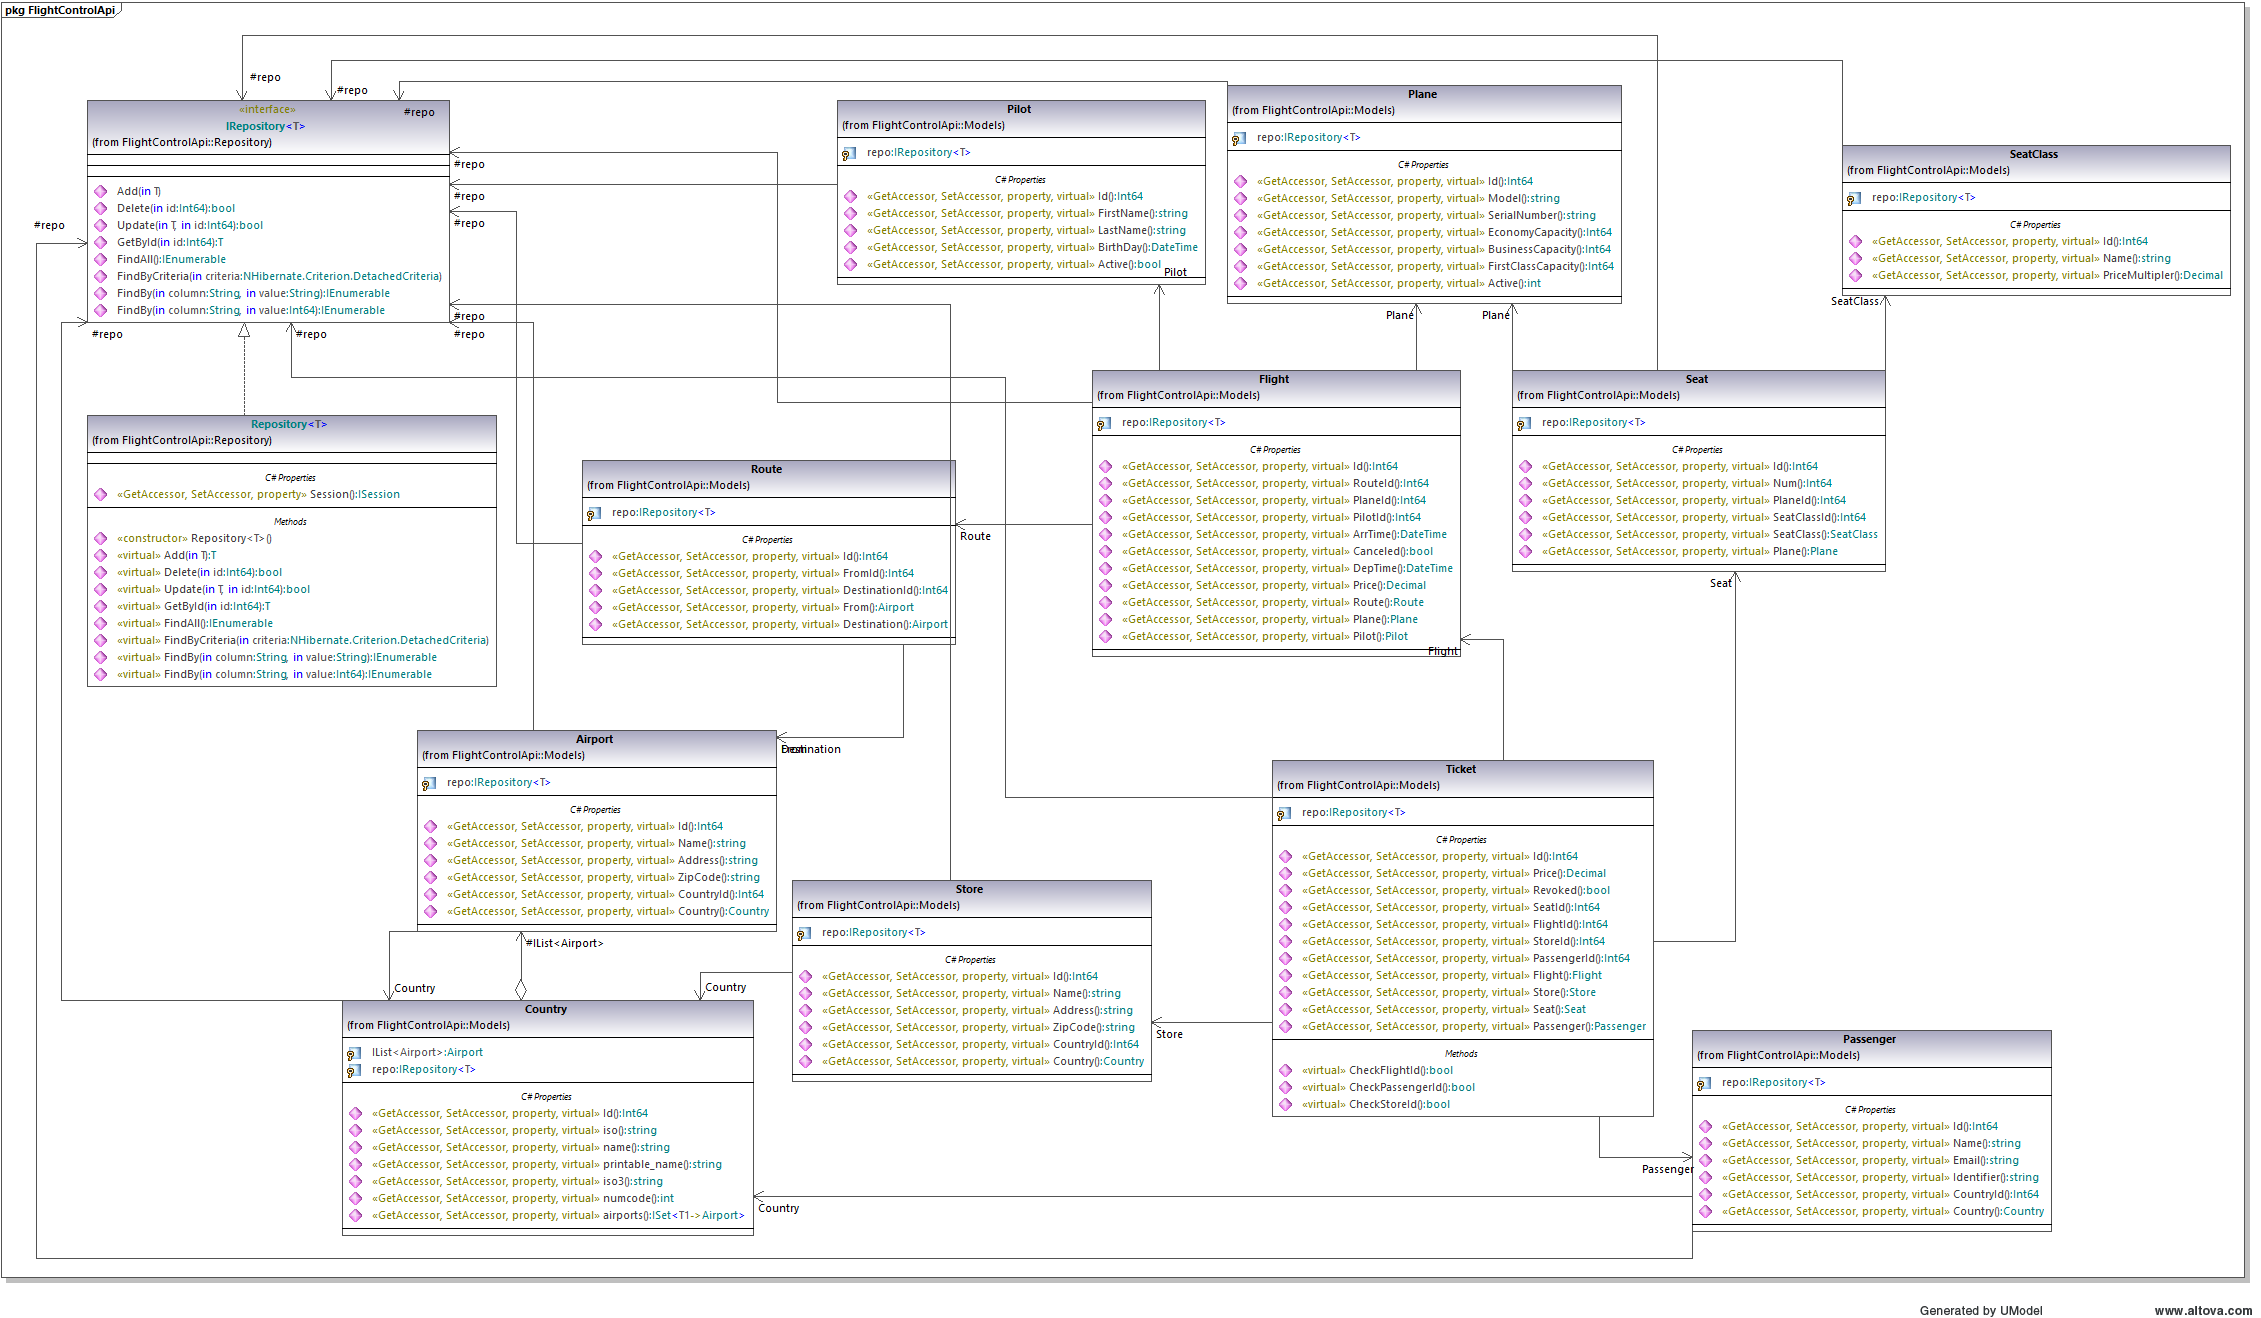 pkg FlightControlApi
#repo
#repo
#repo
«interface»
IRepository<T>
(from FlightControlApi::Repository)
Add(in T)
Delete(in id:Int64):bool
Update(in T, in id:Int64):bool
GetById(in id:Int64):T
FindAll():IEnumerable
FindByCriteria(in criteria:NHibernate.Criterion.DetachedCriteria)
FindBy(in column:String, in value:String):IEnumerable
FindBy(in column:String, in value:Int64):IEnumerable
#repo
#repo
#repo
#repo
#repo
#repo
#repo
#repo
Pilot
(from FlightControlApi::Models)
repo:IRepository<T>
C# Properties
«GetAccessor, SetAccessor, property, virtual» Id():Int64
«GetAccessor, SetAccessor, property, virtual» FirstName():string
«GetAccessor, SetAccessor, property, virtual» LastName():string
«GetAccessor, SetAccessor, property, virtual» BirthDay():DateTime
«GetAccessor, SetAccessor, property, virtual» Active():bool
Pilot
Plane
(from FlightControlApi::Models)
repo:IRepository<T>
C# Properties
«GetAccessor, SetAccessor, property, virtual» Id():Int64
«GetAccessor, SetAccessor, property, virtual» Model():string
«GetAccessor, SetAccessor, property, virtual» SerialNumber():string
«GetAccessor, SetAccessor, property, virtual» EconomyCapacity():Int64
«GetAccessor, SetAccessor, property, virtual» BusinessCapacity():Int64
«GetAccessor, SetAccessor, property, virtual» FirstClassCapacity():Int64
«GetAccessor, SetAccessor, property, virtual» Active():int
Plane
Plane
SeatClass
(from FlightControlApi::Models)
repo:IRepository<T>
C# Properties
«GetAccessor, SetAccessor, property, virtual» Id():Int64
«GetAccessor, SetAccessor, property, virtual» Name():string
«GetAccessor, SetAccessor, property, virtual» PriceMultipler():Decimal
SeatClass
Repository<T>
(from FlightControlApi::Repository)
C# Properties
«GetAccessor, SetAccessor, property» Session():ISession
Methods
«constructor» Repository<T>()
«virtual» Add(in T):T
«virtual» Delete(in id:Int64):bool
«virtual» Update(in T, in id:Int64):bool
«virtual» GetById(in id:Int64):T
«virtual» FindAll():IEnumerable
«virtual» FindByCriteria(in criteria:NHibernate.Criterion.DetachedCriteria)
«virtual» FindBy(in column:String, in value:String):IEnumerable
«virtual» FindBy(in column:String, in value:Int64):IEnumerable
Route
(from FlightControlApi::Models)
repo:IRepository<T>
C# Properties
«GetAccessor, SetAccessor, property, virtual» Id():Int64
«GetAccessor, SetAccessor, property, virtual» FromId():Int64
«GetAccessor, SetAccessor, property, virtual» DestinationId():Int64
«GetAccessor, SetAccessor, property, virtual» From():Airport
«GetAccessor, SetAccessor, property, virtual» Destination():Airport
Route
Flight
(from FlightControlApi::Models)
repo:IRepository<T>
C# Properties
«GetAccessor, SetAccessor, property, virtual» Id():Int64
«GetAccessor, SetAccessor, property, virtual» RouteId():Int64
«GetAccessor, SetAccessor, property, virtual» PlaneId():Int64
«GetAccessor, SetAccessor, property, virtual» PilotId():Int64
«GetAccessor, SetAccessor, property, virtual» ArrTime():DateTime
«GetAccessor, SetAccessor, property, virtual» Canceled():bool
«GetAccessor, SetAccessor, property, virtual» DepTime():DateTime
«GetAccessor, SetAccessor, property, virtual» Price():Decimal
«GetAccessor, SetAccessor, property, virtual» Route():Route
«GetAccessor, SetAccessor, property, virtual» Plane():Plane
«GetAccessor, SetAccessor, property, virtual» Pilot():Pilot
Flight
Seat
(from FlightControlApi::Models)
repo:IRepository<T>
C# Properties
«GetAccessor, SetAccessor, property, virtual» Id():Int64
«GetAccessor, SetAccessor, property, virtual» Num():Int64
«GetAccessor, SetAccessor, property, virtual» PlaneId():Int64
«GetAccessor, SetAccessor, property, virtual» SeatClassId():Int64
«GetAccessor, SetAccessor, property, virtual» SeatClass():SeatClass
«GetAccessor, SetAccessor, property, virtual» Plane():Plane
Seat
Airport
(from FlightControlApi::Models)
repo:IRepository<T>
C# Properties
«GetAccessor, SetAccessor, property, virtual» Id():Int64
«GetAccessor, SetAccessor, property, virtual» Name():string
«GetAccessor, SetAccessor, property, virtual» Address():string
«GetAccessor, SetAccessor, property, virtual» ZipCode():string
«GetAccessor, SetAccessor, property, virtual» CountryId():Int64
«GetAccessor, SetAccessor, property, virtual» Country():Country
Destination
From
#IList<Airport>
Country
Country
Store
(from FlightControlApi::Models)
repo:IRepository<T>
C# Properties
«GetAccessor, SetAccessor, property, virtual» Id():Int64
«GetAccessor, SetAccessor, property, virtual» Name():string
«GetAccessor, SetAccessor, property, virtual» Address():string
«GetAccessor, SetAccessor, property, virtual» ZipCode():string
«GetAccessor, SetAccessor, property, virtual» CountryId():Int64
«GetAccessor, SetAccessor, property, virtual» Country():Country
Store
Ticket
(from FlightControlApi::Models)
repo:IRepository<T>
C# Properties
«GetAccessor, SetAccessor, property, virtual» Id():Int64
«GetAccessor, SetAccessor, property, virtual» Price():Decimal
«GetAccessor, SetAccessor, property, virtual» Revoked():bool
«GetAccessor, SetAccessor, property, virtual» SeatId():Int64
«GetAccessor, SetAccessor, property, virtual» FlightId():Int64
«GetAccessor, SetAccessor, property, virtual» StoreId():Int64
«GetAccessor, SetAccessor, property, virtual» PassengerId():Int64
«GetAccessor, SetAccessor, property, virtual» Flight():Flight
«GetAccessor, SetAccessor, property, virtual» Store():Store
«GetAccessor, SetAccessor, property, virtual» Seat():Seat
«GetAccessor, SetAccessor, property, virtual» Passenger():Passenger
Methods
«virtual» CheckFlightId():bool
«virtual» CheckPassengerId():bool
«virtual» CheckStoreId():bool
Country
(from FlightControlApi::Models)
IList<Airport>:Airport
repo:IRepository<T>
C# Properties
«GetAccessor, SetAccessor, property, virtual» Id():Int64
«GetAccessor, SetAccessor, property, virtual» iso():string
«GetAccessor, SetAccessor, property, virtual» name():string
«GetAccessor, SetAccessor, property, virtual» printable_name():string
«GetAccessor, SetAccessor, property, virtual» iso3():string
«GetAccessor, SetAccessor, property, virtual» numcode():int
«GetAccessor, SetAccessor, property, virtual» airports():ISet<T1->Airport>
Country
Passenger
Passenger
(from FlightControlApi::Models)
repo:IRepository<T>
C# Properties
«GetAccessor, SetAccessor, property, virtual» Id():Int64
«GetAccessor, SetAccessor, property, virtual» Name():string
«GetAccessor, SetAccessor, property, virtual» Email():string
«GetAccessor, SetAccessor, property, virtual» Identifier():string
«GetAccessor, SetAccessor, property, virtual» CountryId():Int64
«GetAccessor, SetAccessor, property, virtual» Country():Country
Generated by UModel
www.altova.com